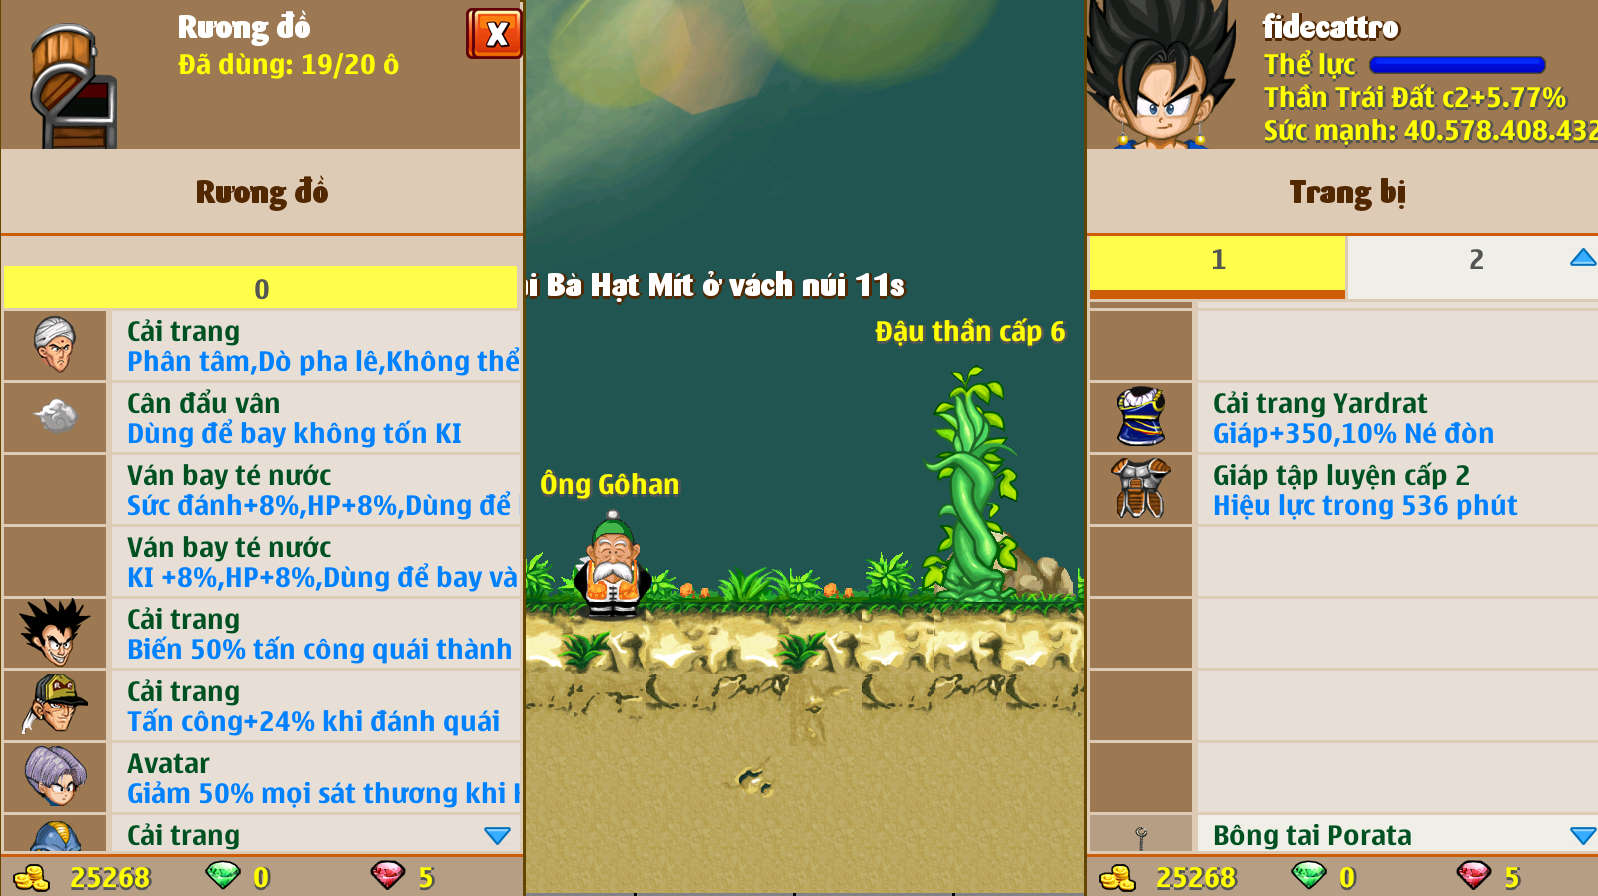 Rương đồ
Đã dùng: 19/20 ô
X
Rương đồ
0
Cải trang
Phân tâm,Dò pha lê,Không thể
Cân đẩu vân
Dùng để bay không tốn KI
Ván bay té nước
Sức đánh+8%,HP+8%,Dùng để
Ván bay té nước
KI +8%,HP+8%,Dùng để bay và
Cải trang
Biến 50% tấn công quái thành
Cải trang
Tấn công+24% khi đánh quái
Avatar
Giảm 50% mọi sát thương khi
Cải trang
25268
0
5
Bà Hạt Mít ở vách núi 11s
Đậu thần cấp 6
Ông Gôhan
fidecattro
Thể lực
Thần Trái Đất c2+5.77%
Sức mạnh: 40.578.408.432
Trang bị
1
2
Cải trang Yardrat
Giáp+350,10% Né đòn
Giáp tập luyện cấp 2
Hiệu lực trong 536 phút
Bông tai Porata
25268
0
5